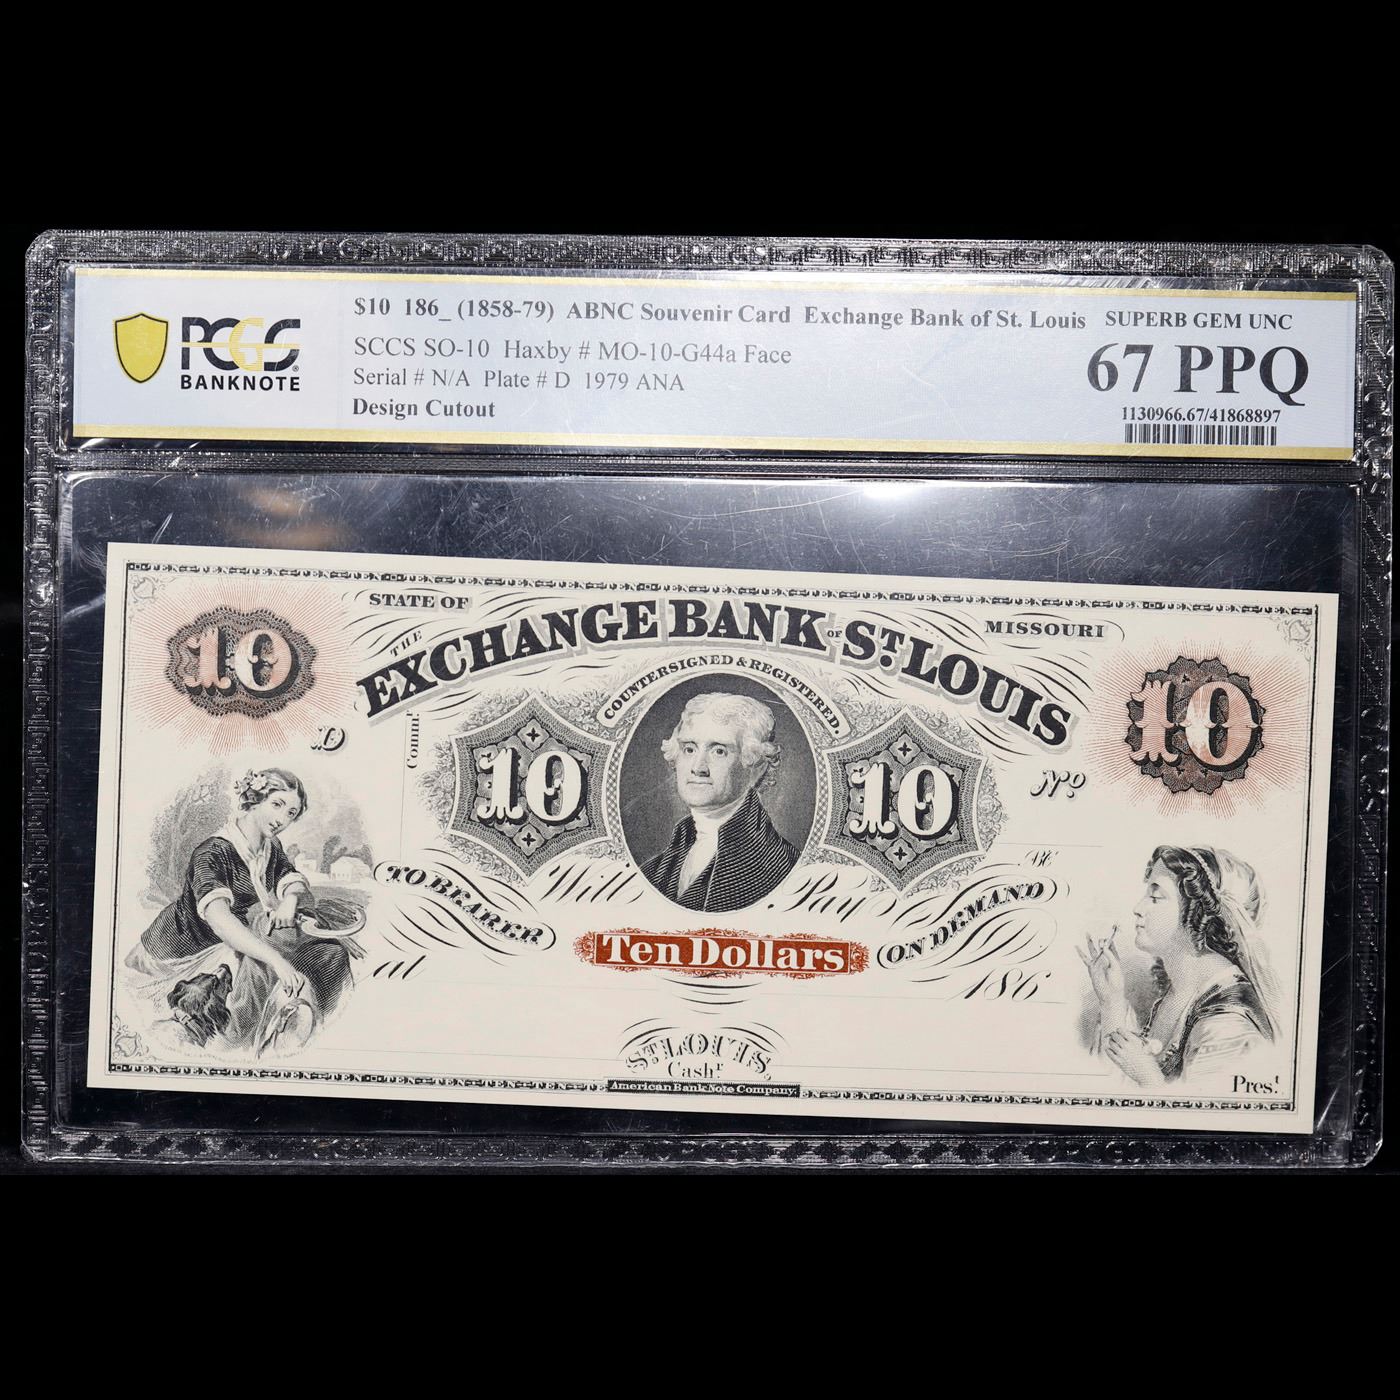 PCGS
BANKNOTE
$10 186_ (1858-79) ABNC Souvenir Card Exchange Bank of St. Louis
SCCS SO-10 Haxby # MO-10-G44a Face
Serial # N/A Plate # D 1979 ANA
Design Cutout
SUPERB GEM UNC
67 PPQ
1130966.67/41868897
STATE OF
MISSOURI
THE EXCHANGE BANK OF ST. LOUIS
COUNTERSIGNED & REGISTERED.
10
10
D
Commr.
10
10
No
TO BEARER
Will Pay
ON DEMAND
Ten Dollars
at
186
ST. LOUIS.
Cashr.
Prest.
American Bank Note Company.